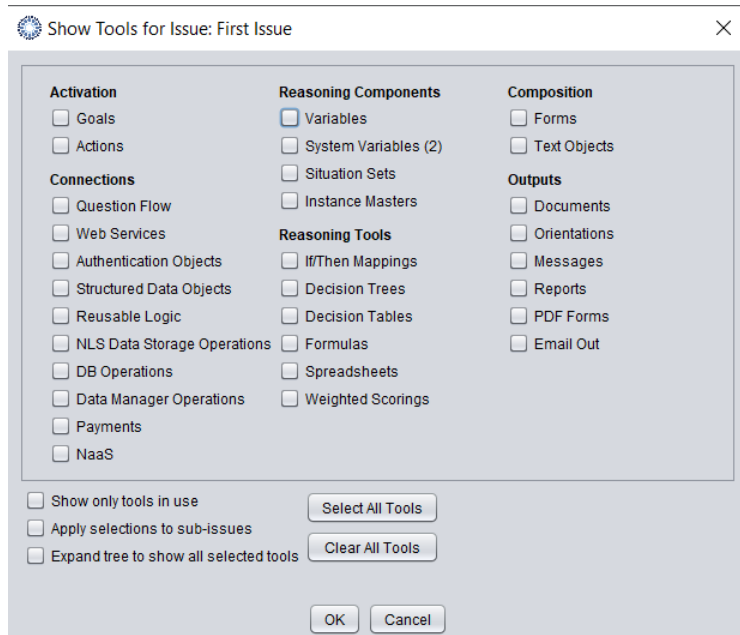 Show Tools for Issue: First Issue
Activation
Goals
Actions
Connections
Question Flow
Web Services
Authentication Objects
Structured Data Objects
Reusable Logic
NLS Data Storage Operations
DB Operations
Data Manager Operations
Payments
NaaS
Reasoning Components
Variables
System Variables (2)
Situation Sets
Instance Masters
Reasoning Tools
If/Then Mappings
Decision Trees
Decision Tables
Formulas
Spreadsheets
Weighted Scorings
Composition
Forms
Text Objects
Outputs
Documents
Orientations
Messages
Reports
PDF Forms
Email Out
Show only tools in use
Apply selections to sub-issues
Expand tree to show all selected tools
Select All Tools
Clear All Tools
OK
Cancel